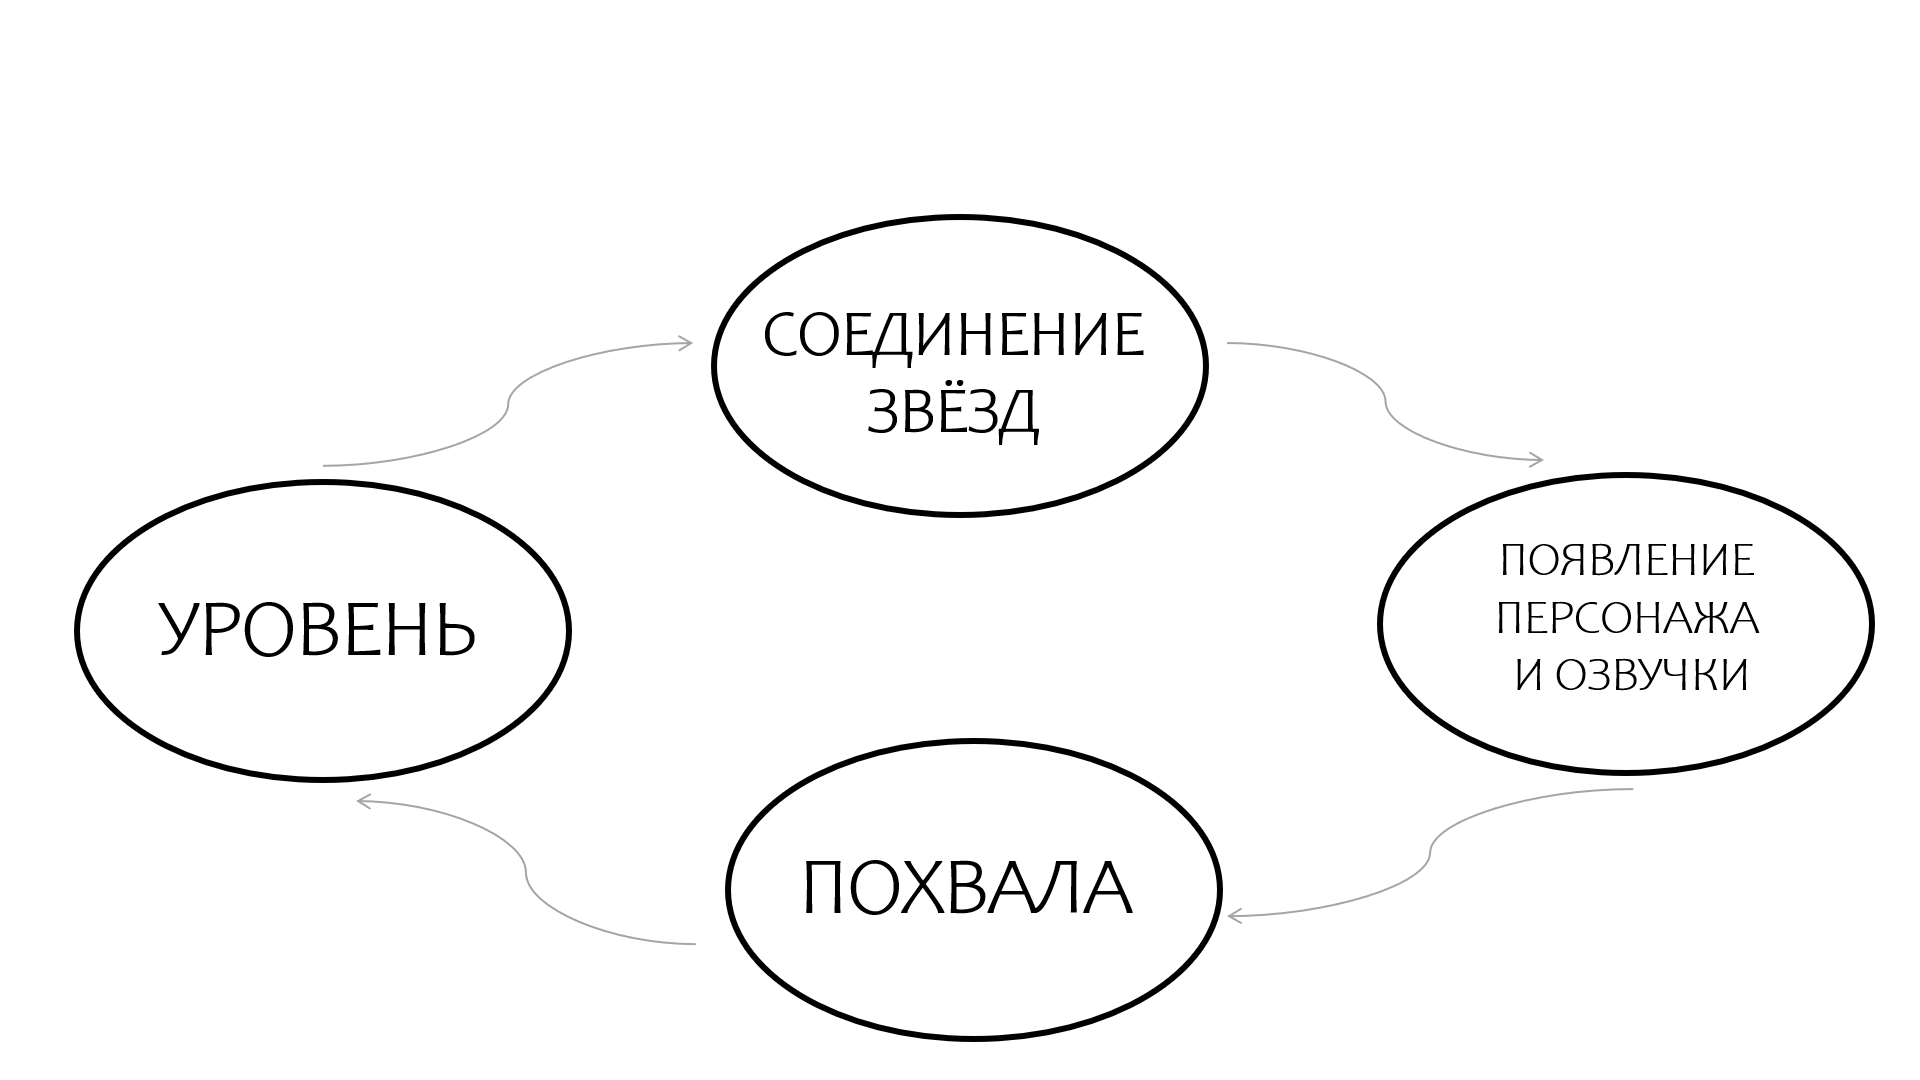 СОЕДИНЕНИЕ
ЗВЁЗД
УРОВЕНЬ
ПОЯВЛЕНИЕ
ПЕРСОНАЖА
И ОЗВУЧКИ
ПОХВАЛА